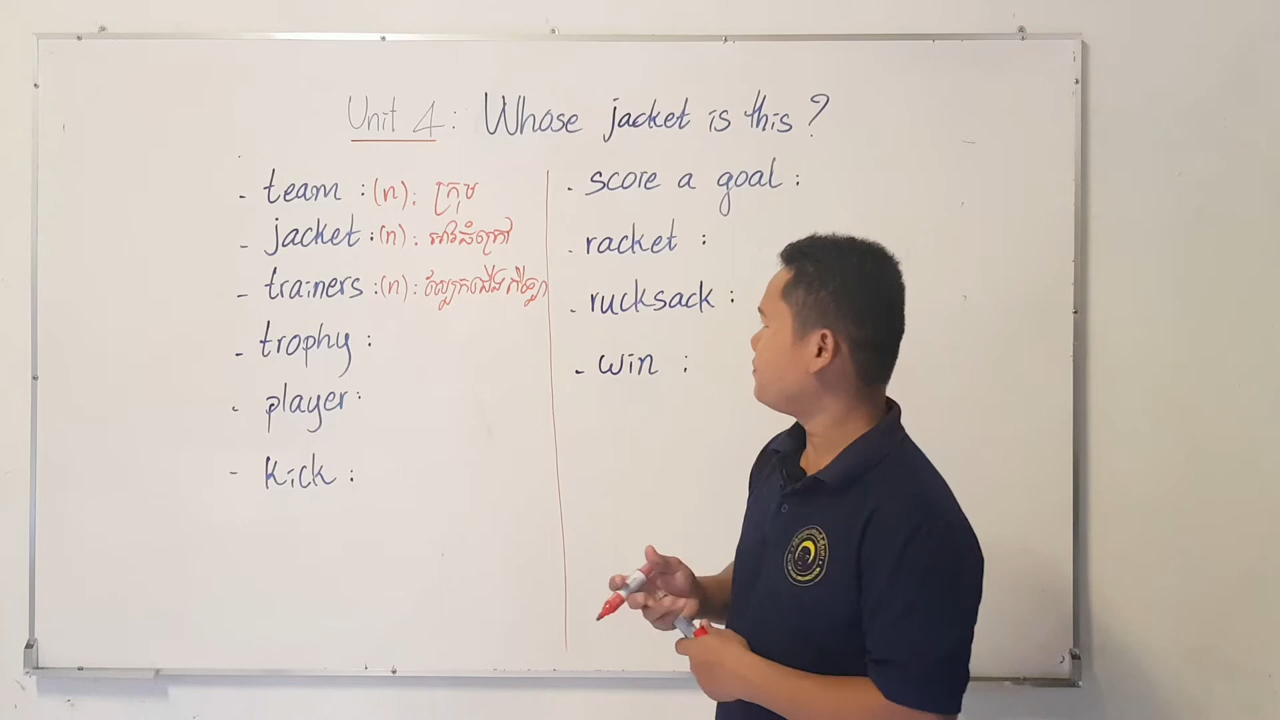 Unit 4: Whose jacket is this?
- team : (n): ក្រុម
- jacket : (n): អាវធំក្រៅ
- trainers : (n): ស្បែកជើងកីឡា
- trophy :
- player :
- kick :
- score a goal :
- racket :
- rucksack :
- win :